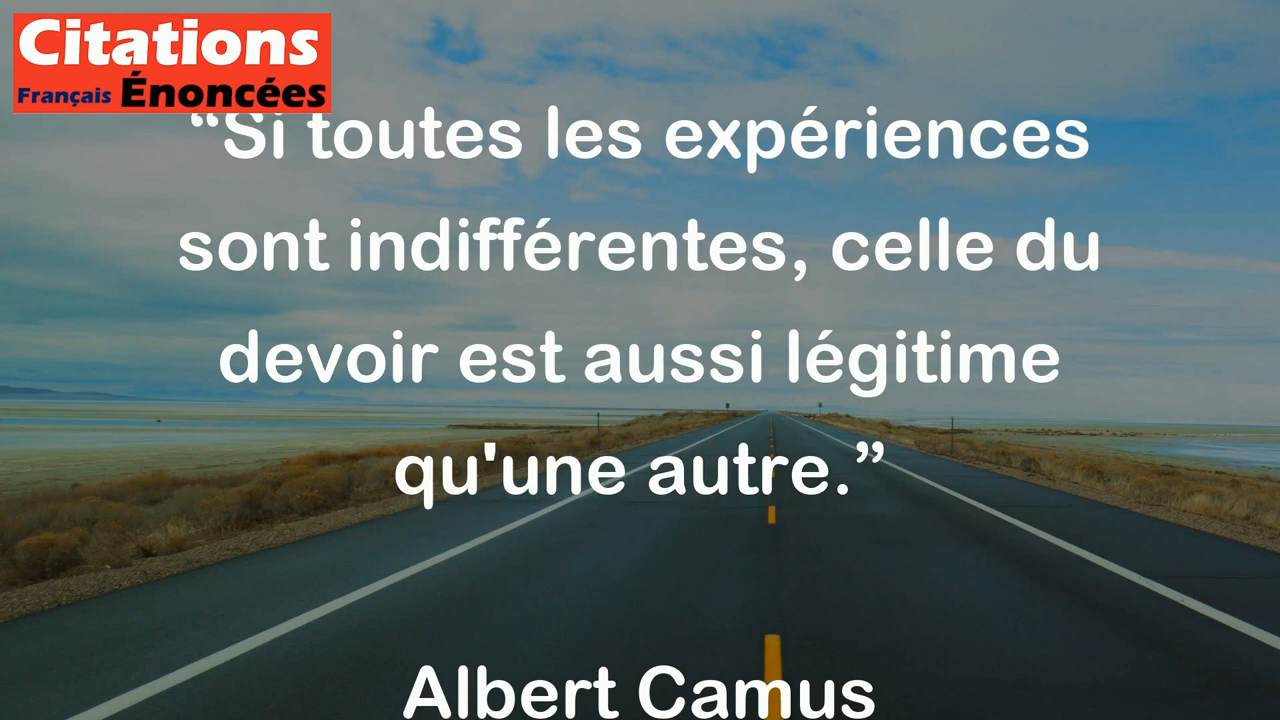 Citations
Français Énoncées
“Si toutes les expériences
sont indifférentes, celle du
devoir est aussi légitime
qu'une autre.”
Albert Camus